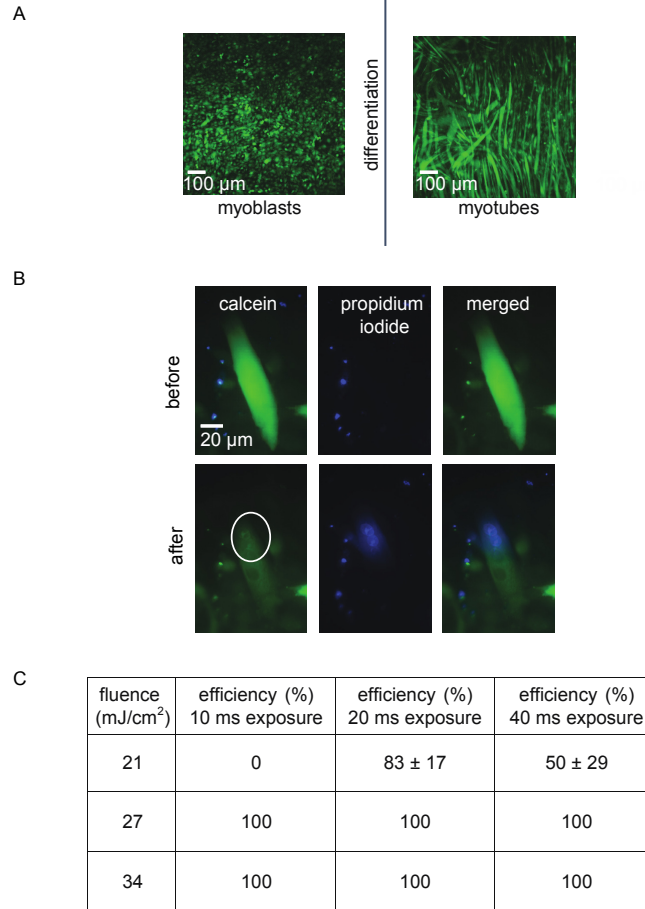 A
100 µm
myoblasts
differentiation
100 µm
myotubes
B
calcein
propidium
iodide
merged
before
20 µm
after
C
fluence
(mJ/cm²)
efficiency (%)
10 ms exposure
efficiency (%)
20 ms exposure
efficiency (%)
40 ms exposure
21
0
83 ± 17
50 ± 29
27
100
100
100
34
100
100
100